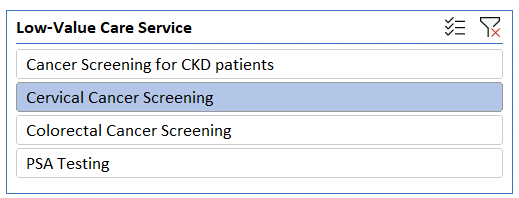 Low-Value Care Service
Cancer Screening for CKD patients
Cervical Cancer Screening
Colorectal Cancer Screening
PSA Testing